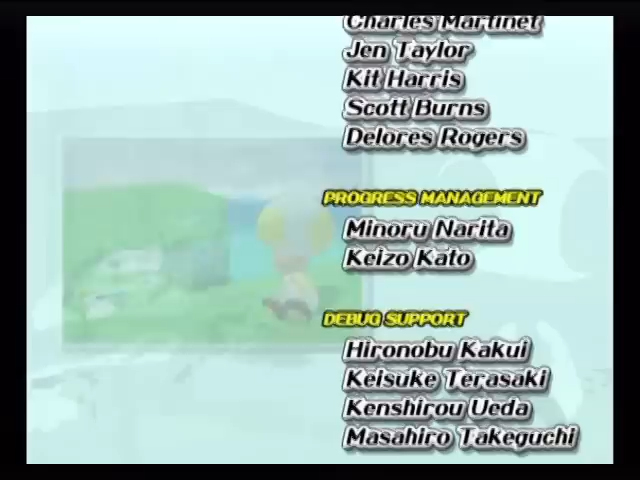 Charles Martinet
Jen Taylor
Kit Harris
Scott Burns
Delores Rogers
PROGRESS MANAGEMENT
Minoru Narita
Keizo Kato
DEBUG SUPPORT
Hironobu Kakui
Keisuke Terasaki
Kenshirou Ueda
Masahiro Takeguchi